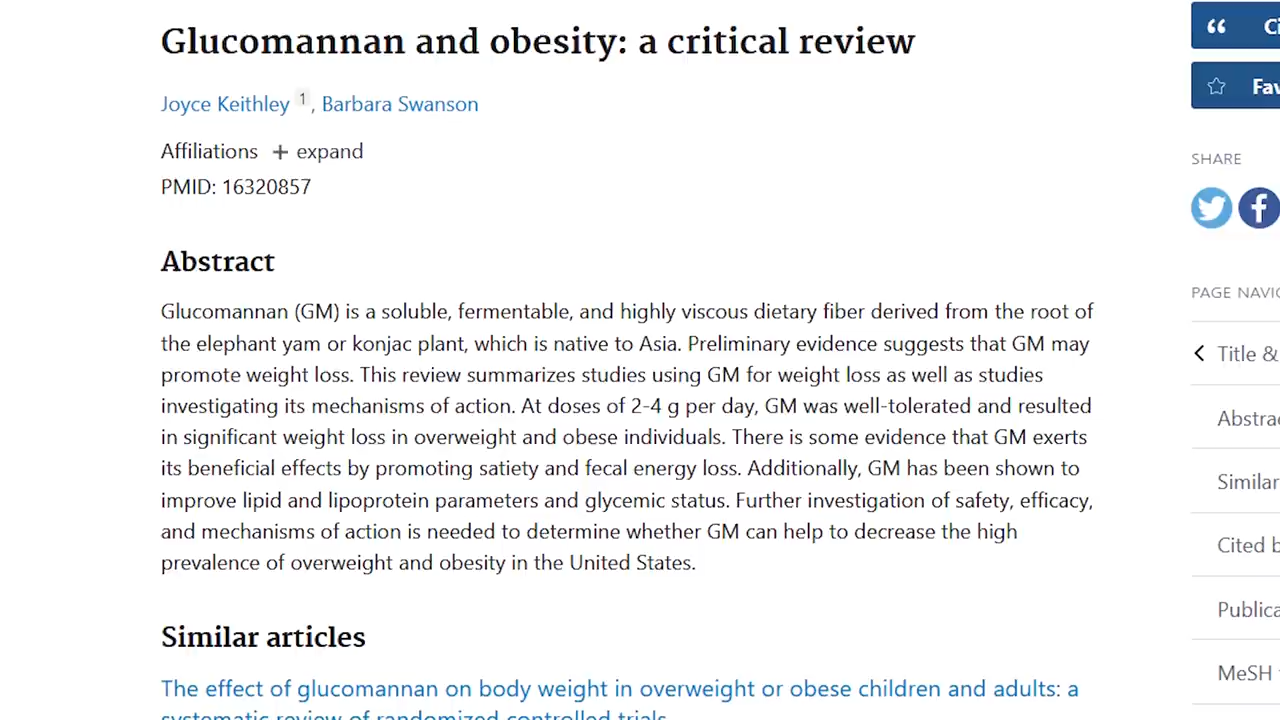 Glucomannan and obesity: a critical review
Joyce Keithley 1, Barbara Swanson
Affiliations + expand
PMID: 16320857
Abstract
Glucomannan (GM) is a soluble, fermentable, and highly viscous dietary fiber derived from the root of
the elephant yam or konjac plant, which is native to Asia. Preliminary evidence suggests that GM may
promote weight loss. This review summarizes studies using GM for weight loss as well as studies
investigating its mechanisms of action. At doses of 2-4 g per day, GM was well-tolerated and resulted
in significant weight loss in overweight and obese individuals. There is some evidence that GM exerts
its beneficial effects by promoting satiety and fecal energy loss. Additionally, GM has been shown to
improve lipid and lipoprotein parameters and glycemic status. Further investigation of safety, efficacy,
and mechanisms of action is needed to determine whether GM can help to decrease the high
prevalence of overweight and obesity in the United States.
Similar articles
The effect of glucomannan on body weight in overweight or obese children and adults: a
systematic review of randomized controlled trials.
SHARE
PAGE
Title &
Similar
Cited
MeSH